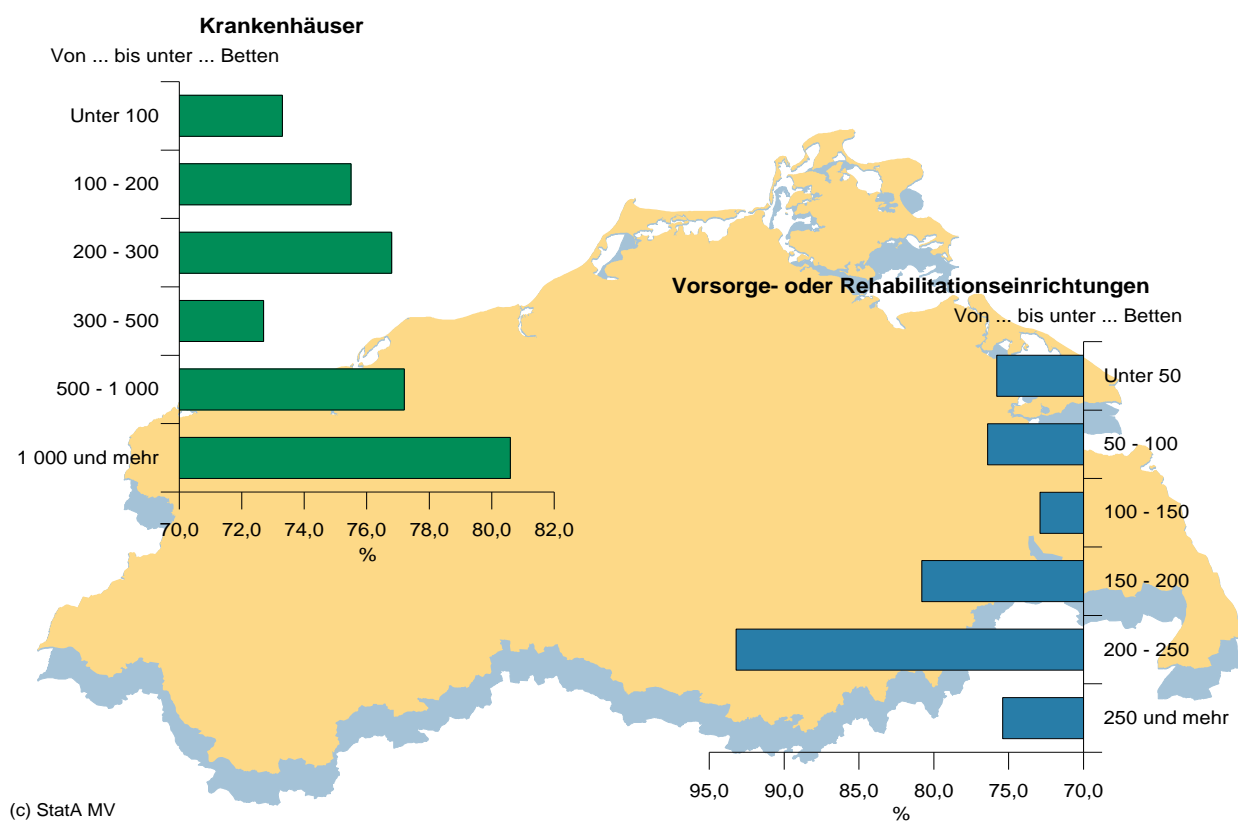 Krankenhäuser
Von ... bis unter ... Betten
Unter 100
100 - 200
200 - 300
300 - 500
500 - 1 000
1 000 und mehr
70,0 72,0 74,0 76,0 78,0 80,0 82,0
%
Vorsorge- oder Rehabilitationseinrichtungen
Von ... bis unter ... Betten
Unter 50
50 - 100
100 - 150
150 - 200
200 - 250
250 und mehr
95,0 90,0 85,0 80,0 75,0 70,0
%
(c) StatA MV